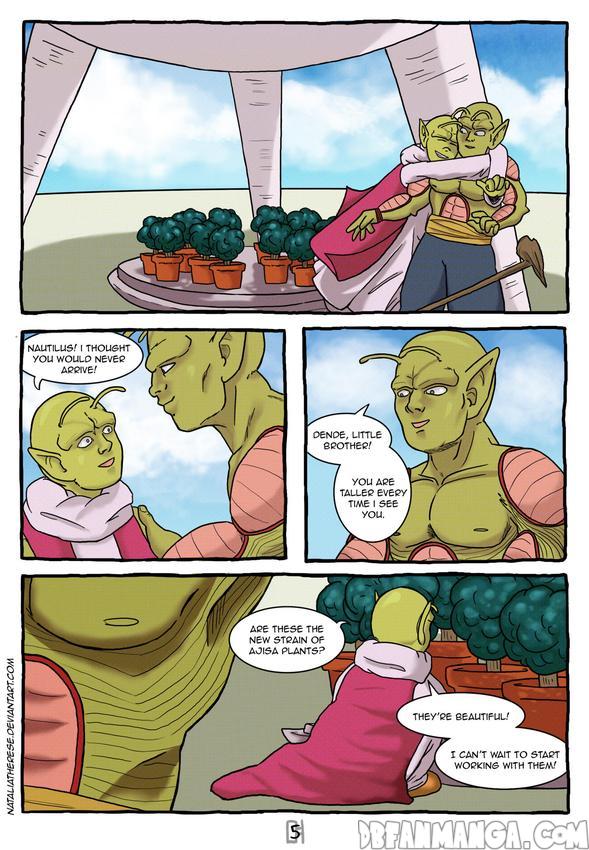 NAUTILUS! I THOUGHT
YOU WOULD NEVER
ARRIVE!
DENDE, LITTLE
BROTHER!
YOU ARE
TALLER EVERY
TIME I SEE
YOU.
ARE THESE THE
NEW STRAIN OF
AJISA PLANTS?
THEY'RE BEAUTIFUL!
I CAN'T WAIT TO START
WORKING WITH THEM!
NATALIATHERESE.DEVIANTART.COM
5
DBFANMANGA.COM